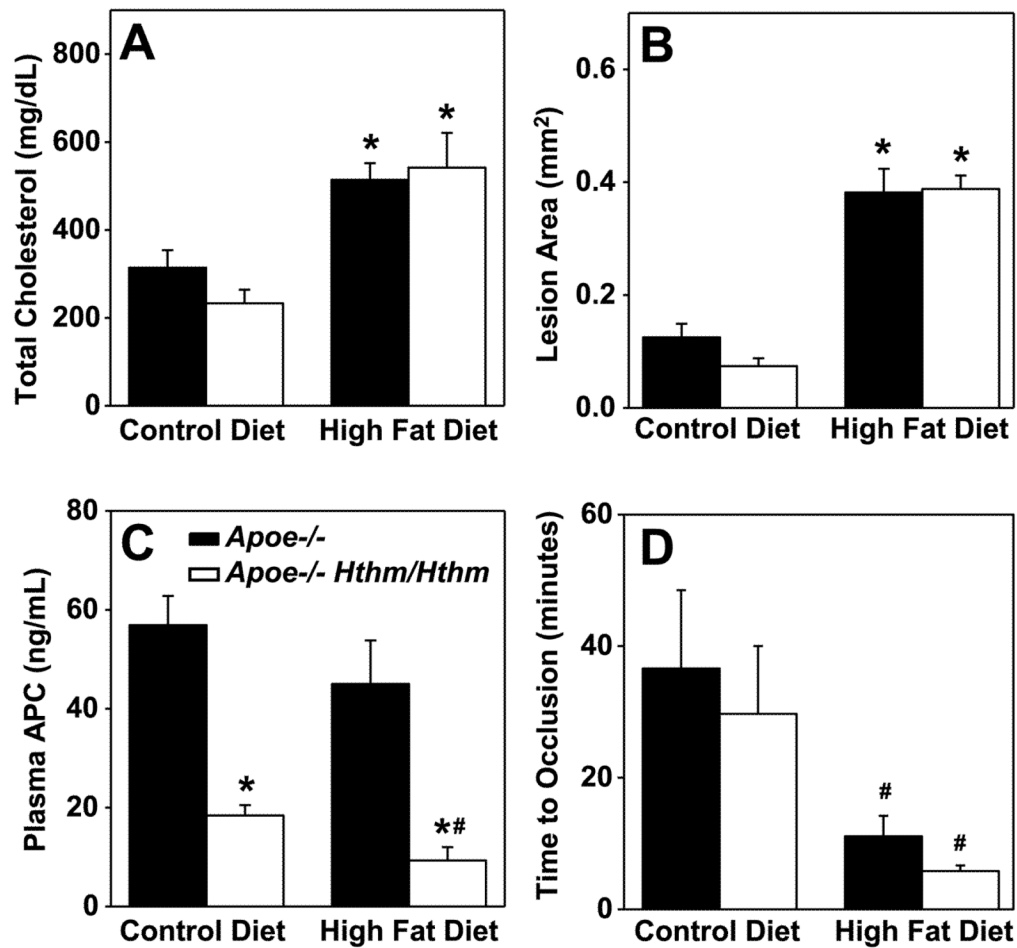 A
Total Cholesterol (mg/dL)
800
600
400
200
0
*
*
Control Diet
High Fat Diet
B
Lesion Area (mm²)
0.6
0.4
0.2
0.0
*
*
Control Diet
High Fat Diet
C
Plasma APC (ng/mL)
80
60
40
20
0
Apoe-/-
Apoe-/- Hthm/Hthm
*
*#
Control Diet
High Fat Diet
D
Time to Occlusion (minutes)
60
40
20
0
#
#
Control Diet
High Fat Diet